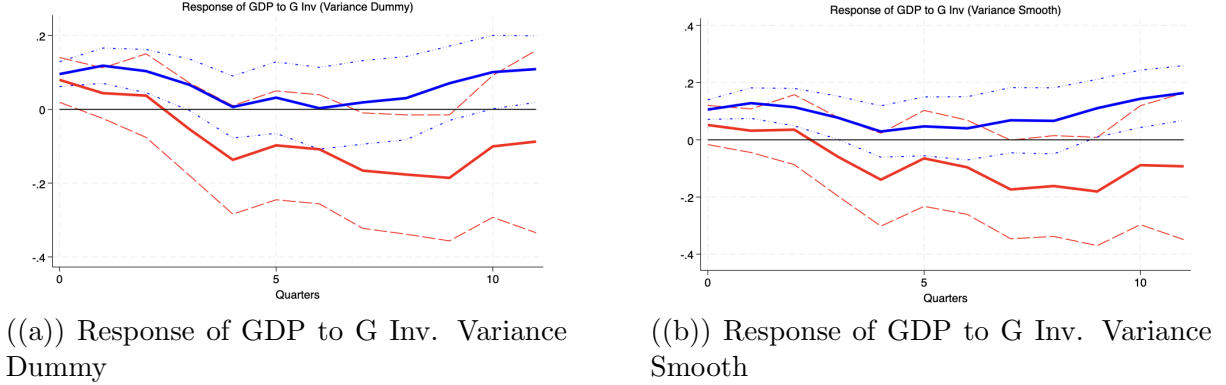 Response of GDP to G Inv (Variance Dummy)
.2
0
-.2
-.4
0
5
10
Quarters
((a)) Response of GDP to G Inv. Variance
Dummy
Response of GDP to G Inv (Variance Smooth)
.4
.2
0
-.2
-.4
0
5
10
Quarters
((b)) Response of GDP to G Inv. Variance
Smooth